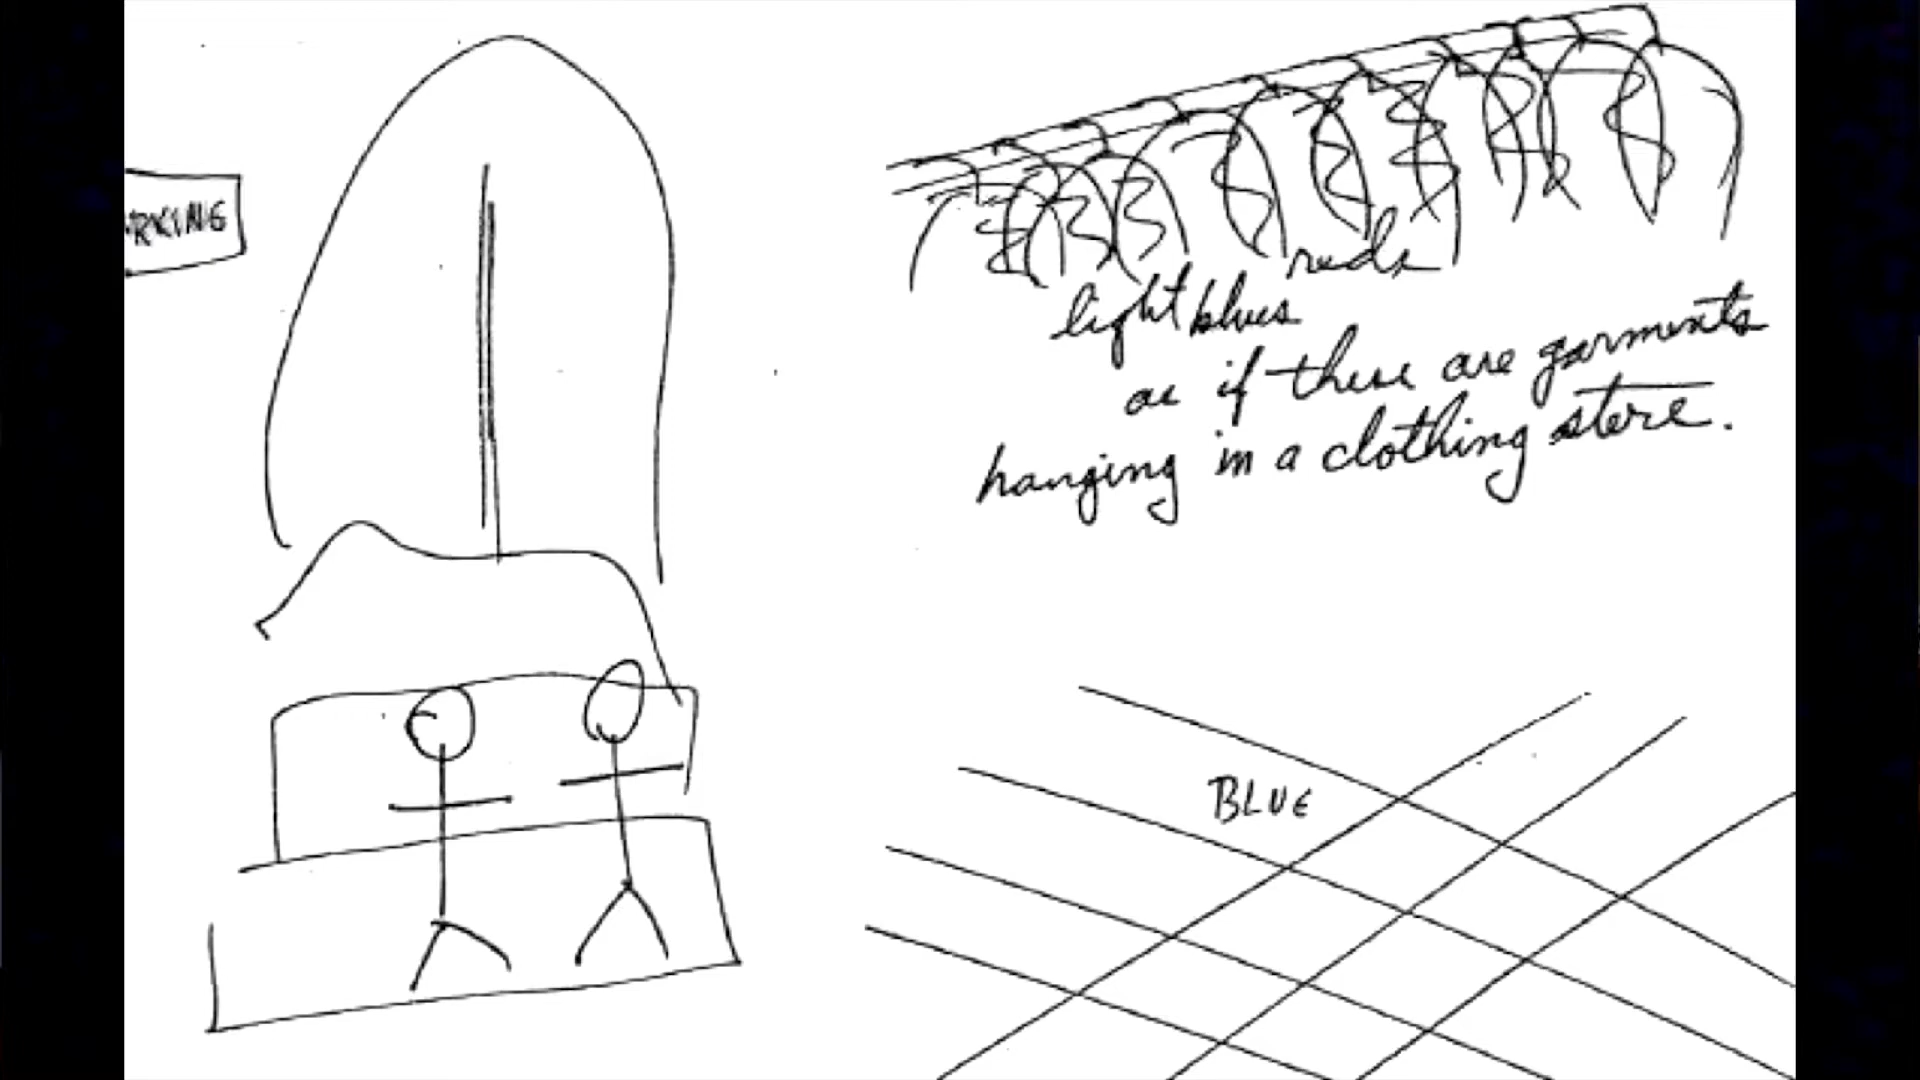 RKING
reds
light blues
as if these are garments
hanging in a clothing store.
BLUE